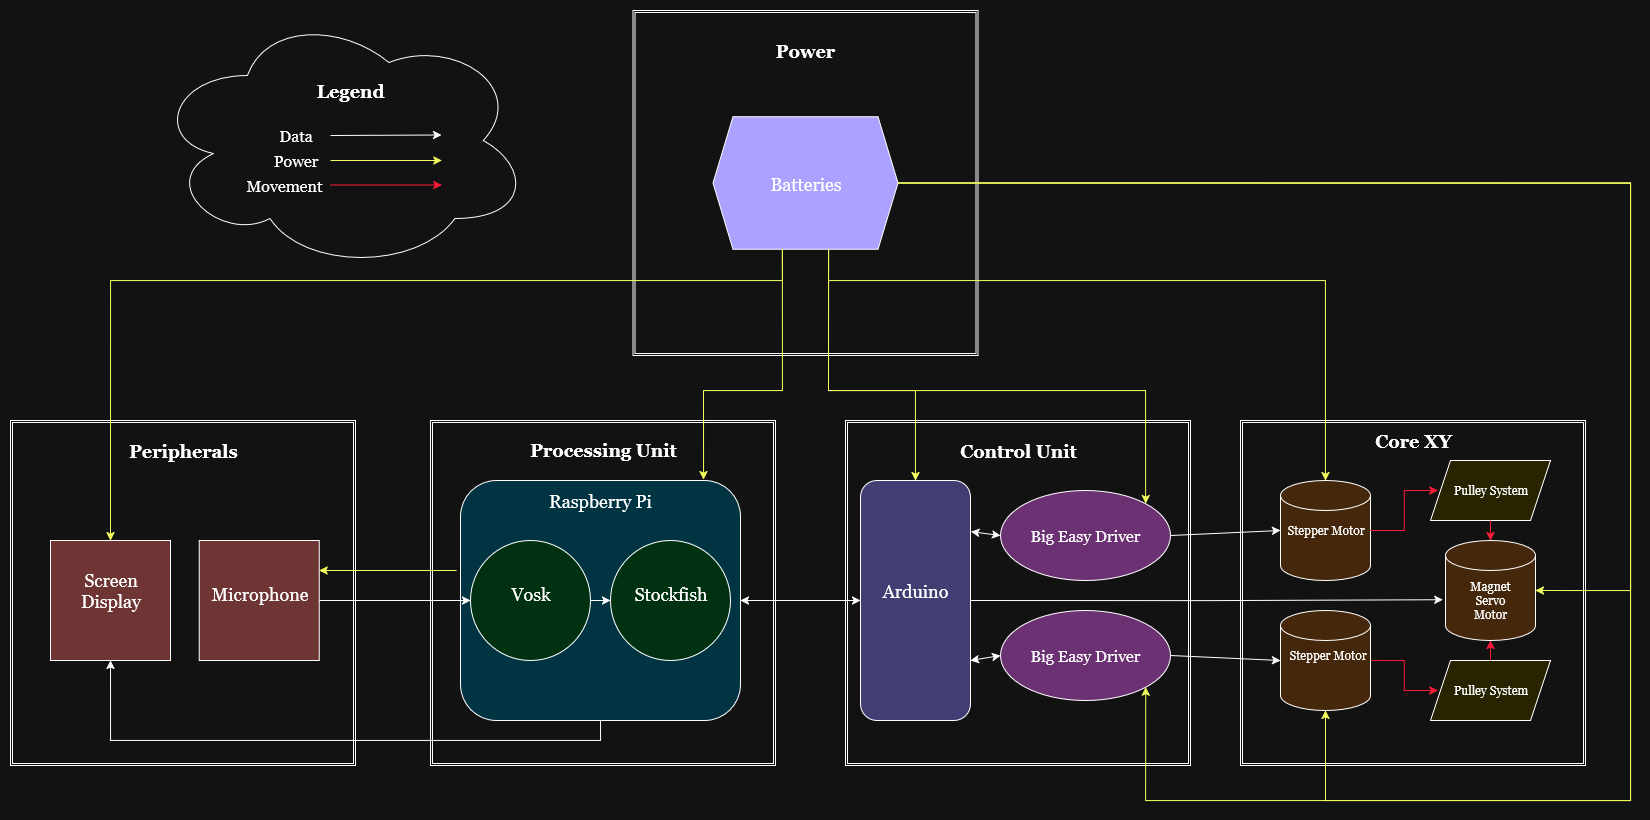 Power
Legend
Data
Power
Movement
Batteries
Peripherals
Screen
Display
Microphone
Processing Unit
Raspberry Pi
Vosk
Stockfish
Control Unit
Arduino
Big Easy Driver
Big Easy Driver
Core XY
Stepper Motor
Pulley System
Magnet
Servo
Motor
Stepper Motor
Pulley System